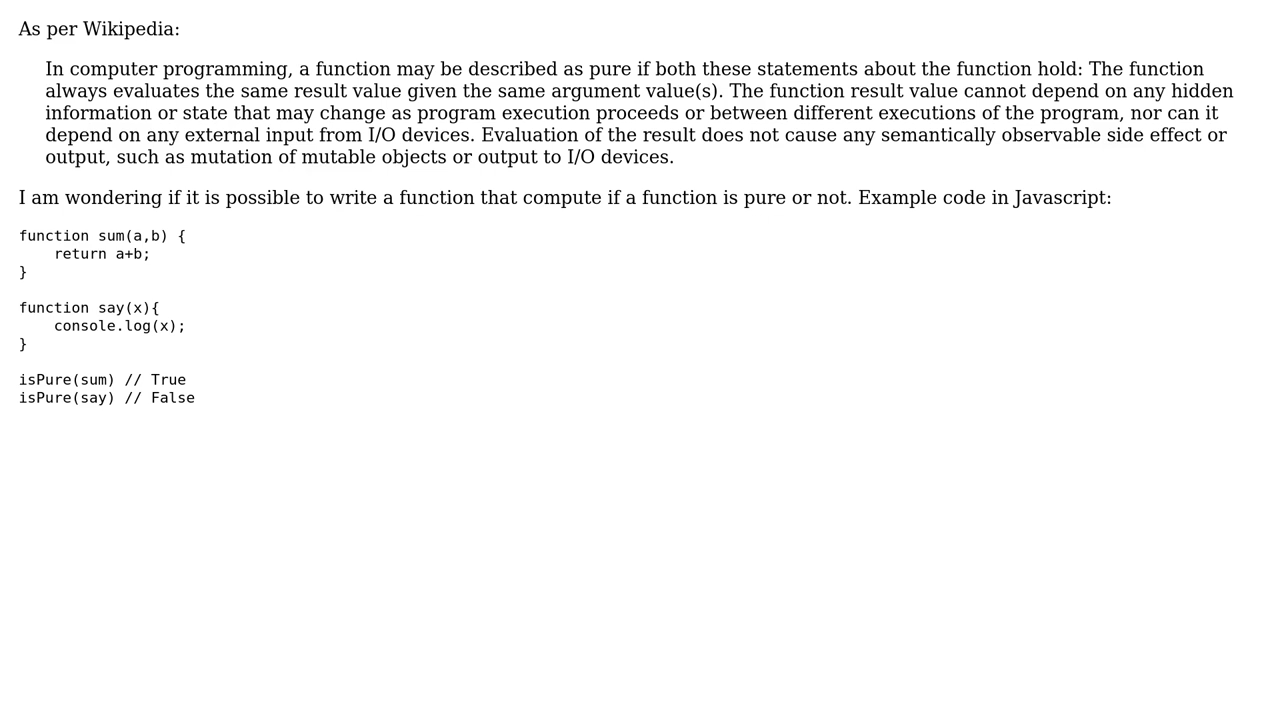 As per Wikipedia:
In computer programming, a function may be described as pure if both these statements about the function hold: The function
always evaluates the same result value given the same argument value(s). The function result value cannot depend on any hidden
information or state that may change as program execution proceeds or between different executions of the program, nor can it
depend on any external input from I/O devices. Evaluation of the result does not cause any semantically observable side effect or
output, such as mutation of mutable objects or output to I/O devices.
I am wondering if it is possible to write a function that compute if a function is pure or not. Example code in Javascript:
function sum(a,b) {
    return a+b;
}
function say(x){
    console.log(x);
}
isPure(sum) // True
isPure(say) // False